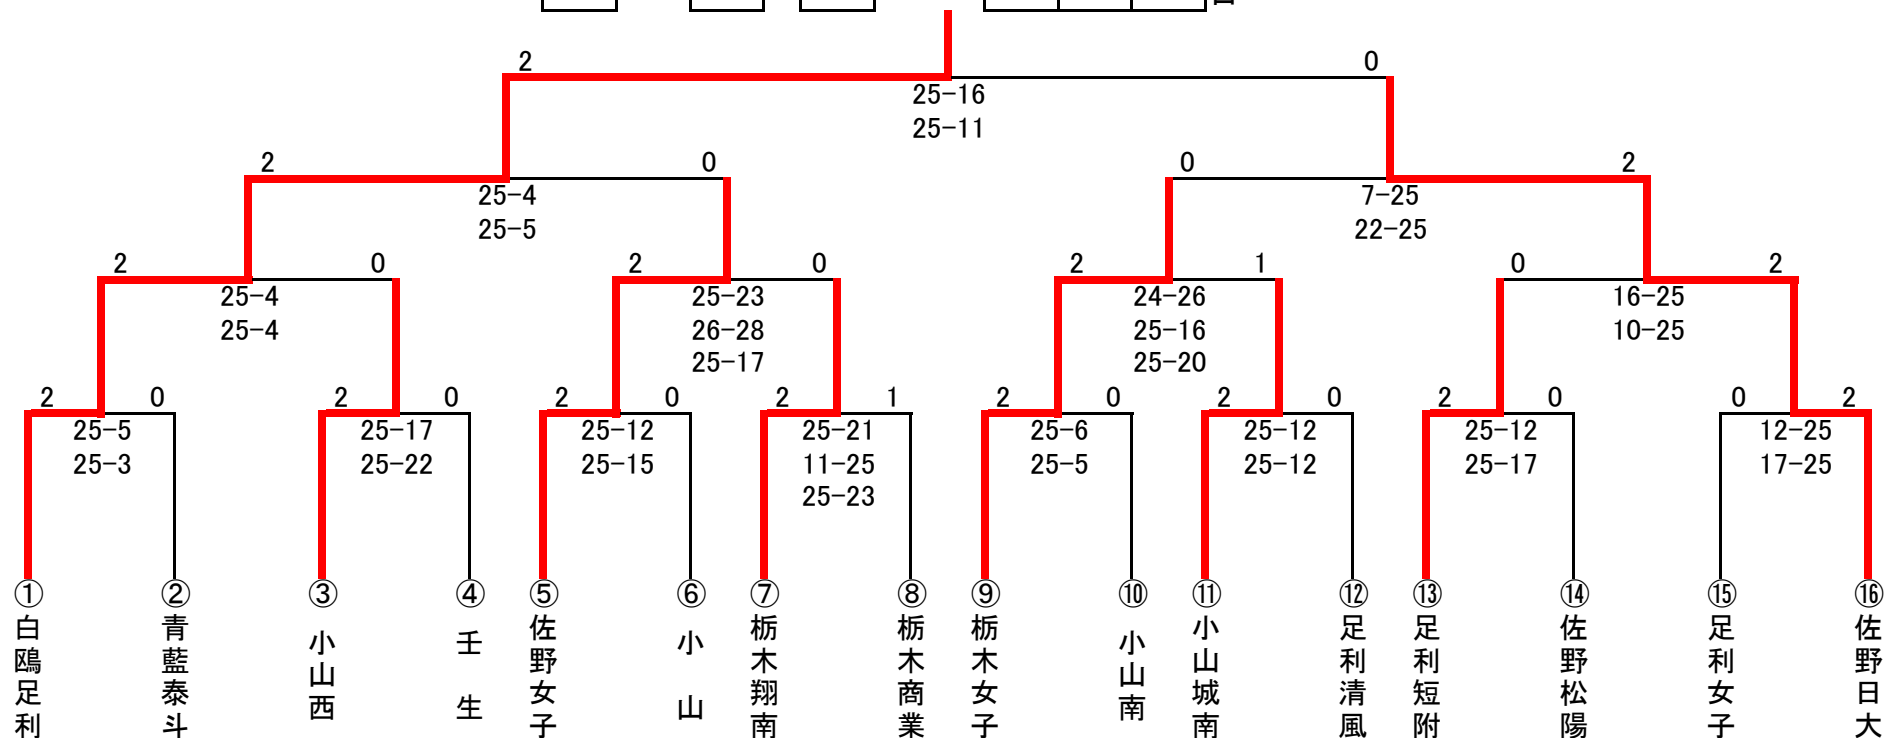 2 0
25-16
25-11
2 0 0 2
25-4 7-25
25-5 22-25
2 0 2 0 2 1 0 2
25-4 25-23 24-26 16-25
25-4 26-28 25-16 10-25
25-17 25-20
2 0 2 0 2 0 2 1 2 0 2 0 2 0 0 2
25-5 25-17 25-12 25-21 25-6 25-12 25-12 12-25
25-3 25-22 25-15 11-25 25-5 25-12 25-17 17-25
25-23
①白鴎足利
②青藍泰斗
③小山西
④壬生
⑤佐野女子
⑥小山
⑦栃木翔南
⑧栃木商業
⑨栃木女子
⑩小山南
⑪小山城南
⑫足利清風
⑬足利短附
⑭佐野松陽
⑮足利女子
⑯佐野日大